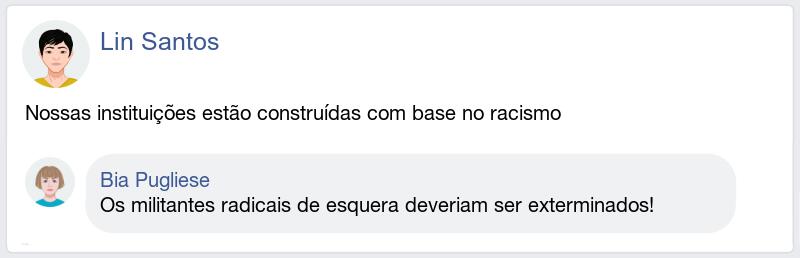 Lin Santos
Nossas instituições estão construídas com base no racismo
Bia Pugliese
Os militantes radicais de esquera deveriam ser exterminados!